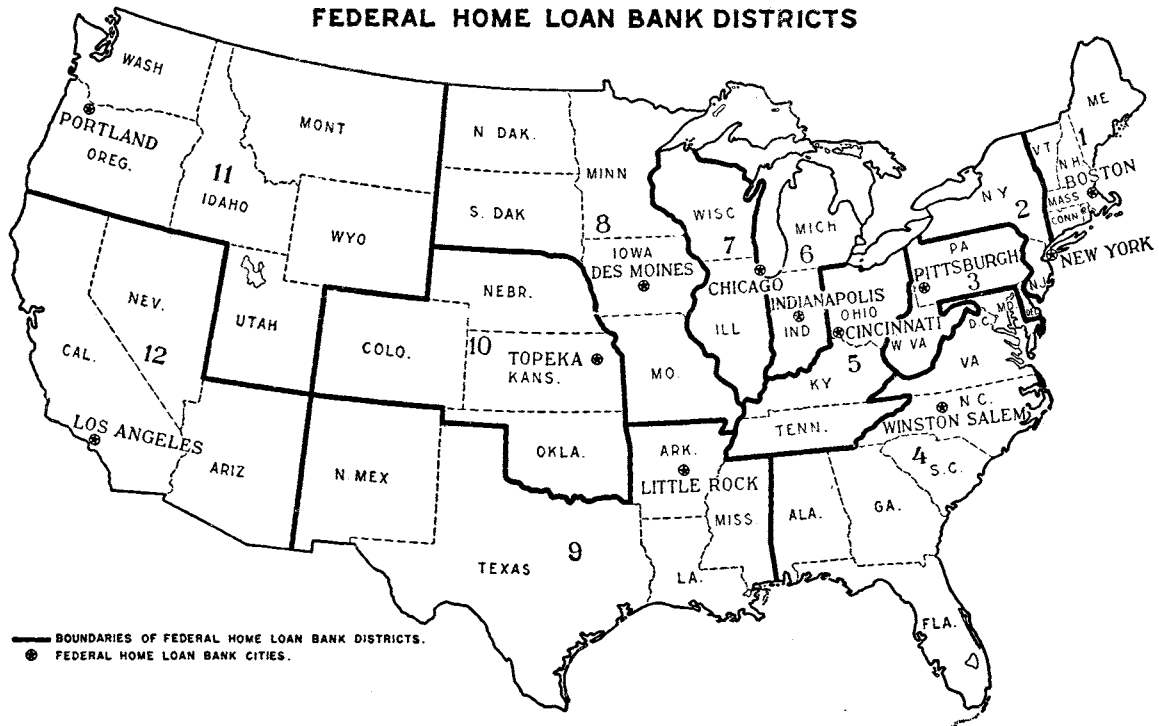 FEDERAL HOME LOAN BANK DISTRICTS
WASH
PORTLAND
OREG.
MONT
11
IDAHO
WYO
N DAK.
S. DAK
MINN
8
IOWA
DES MOINES
WISC
7
CHICAGO
MICH
6
INDIANAPOLIS
IND
OHIO
CINCINNATI
W VA
5
KY
ILL
MO.
NEBR.
10
TOPEKA
KANS.
COLO.
UTAH
NEV.
CAL.
12
LOS ANGELES
ARIZ
N. MEX
OKLA.
ARK.
LITTLE ROCK
MISS.
LA.
TEXAS
9
TENN.
ALA.
GA.
FLA.
4
S.C.
N C.
WINSTON SALEM
VA
D.C.
MD.
DEL
PA
PITTSBURGH
3
N.J.
NEW YORK
N Y
2
VT
N H
1
ME
BOSTON
MASS
CONN
BOUNDARIES OF FEDERAL HOME LOAN BANK DISTRICTS.
FEDERAL HOME LOAN BANK CITIES.